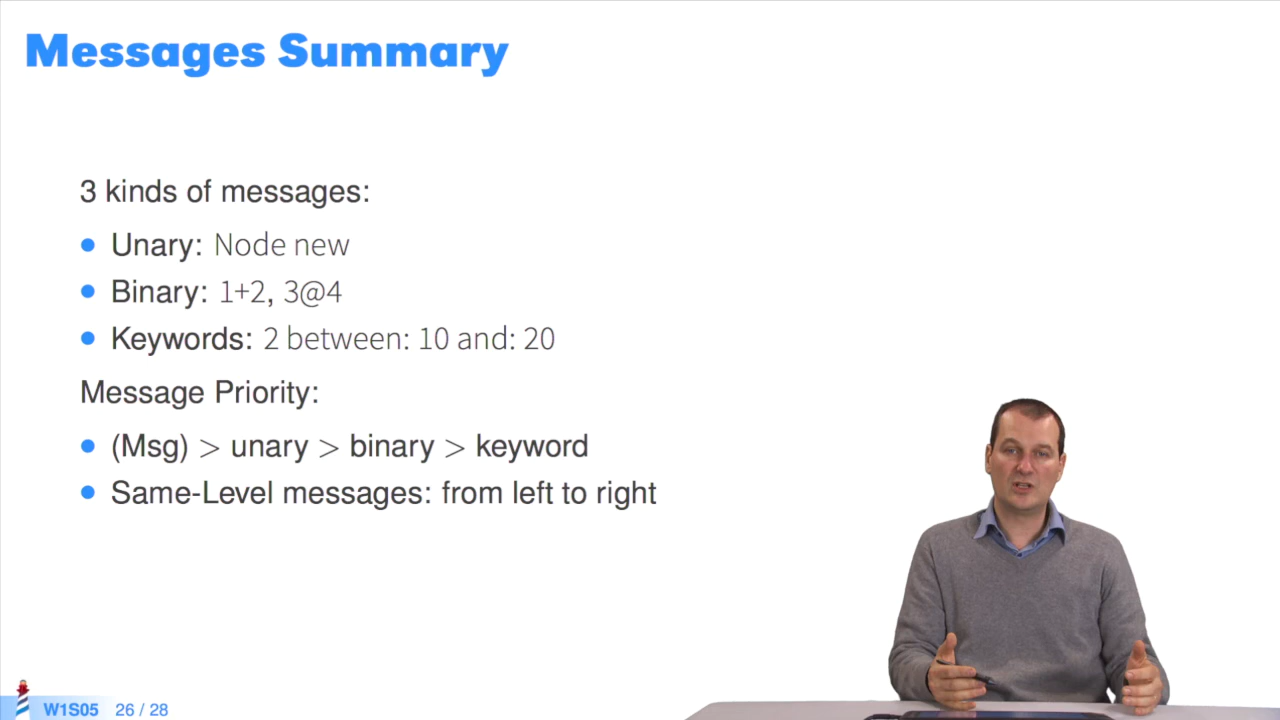 Messages Summary
3 kinds of messages:
Unary: Node new
Binary: 1+2, 3@4
Keywords: 2 between: 10 and: 20
Message Priority:
(Msg) > unary > binary > keyword
Same-Level messages: from left to right
W1S05 26 / 28